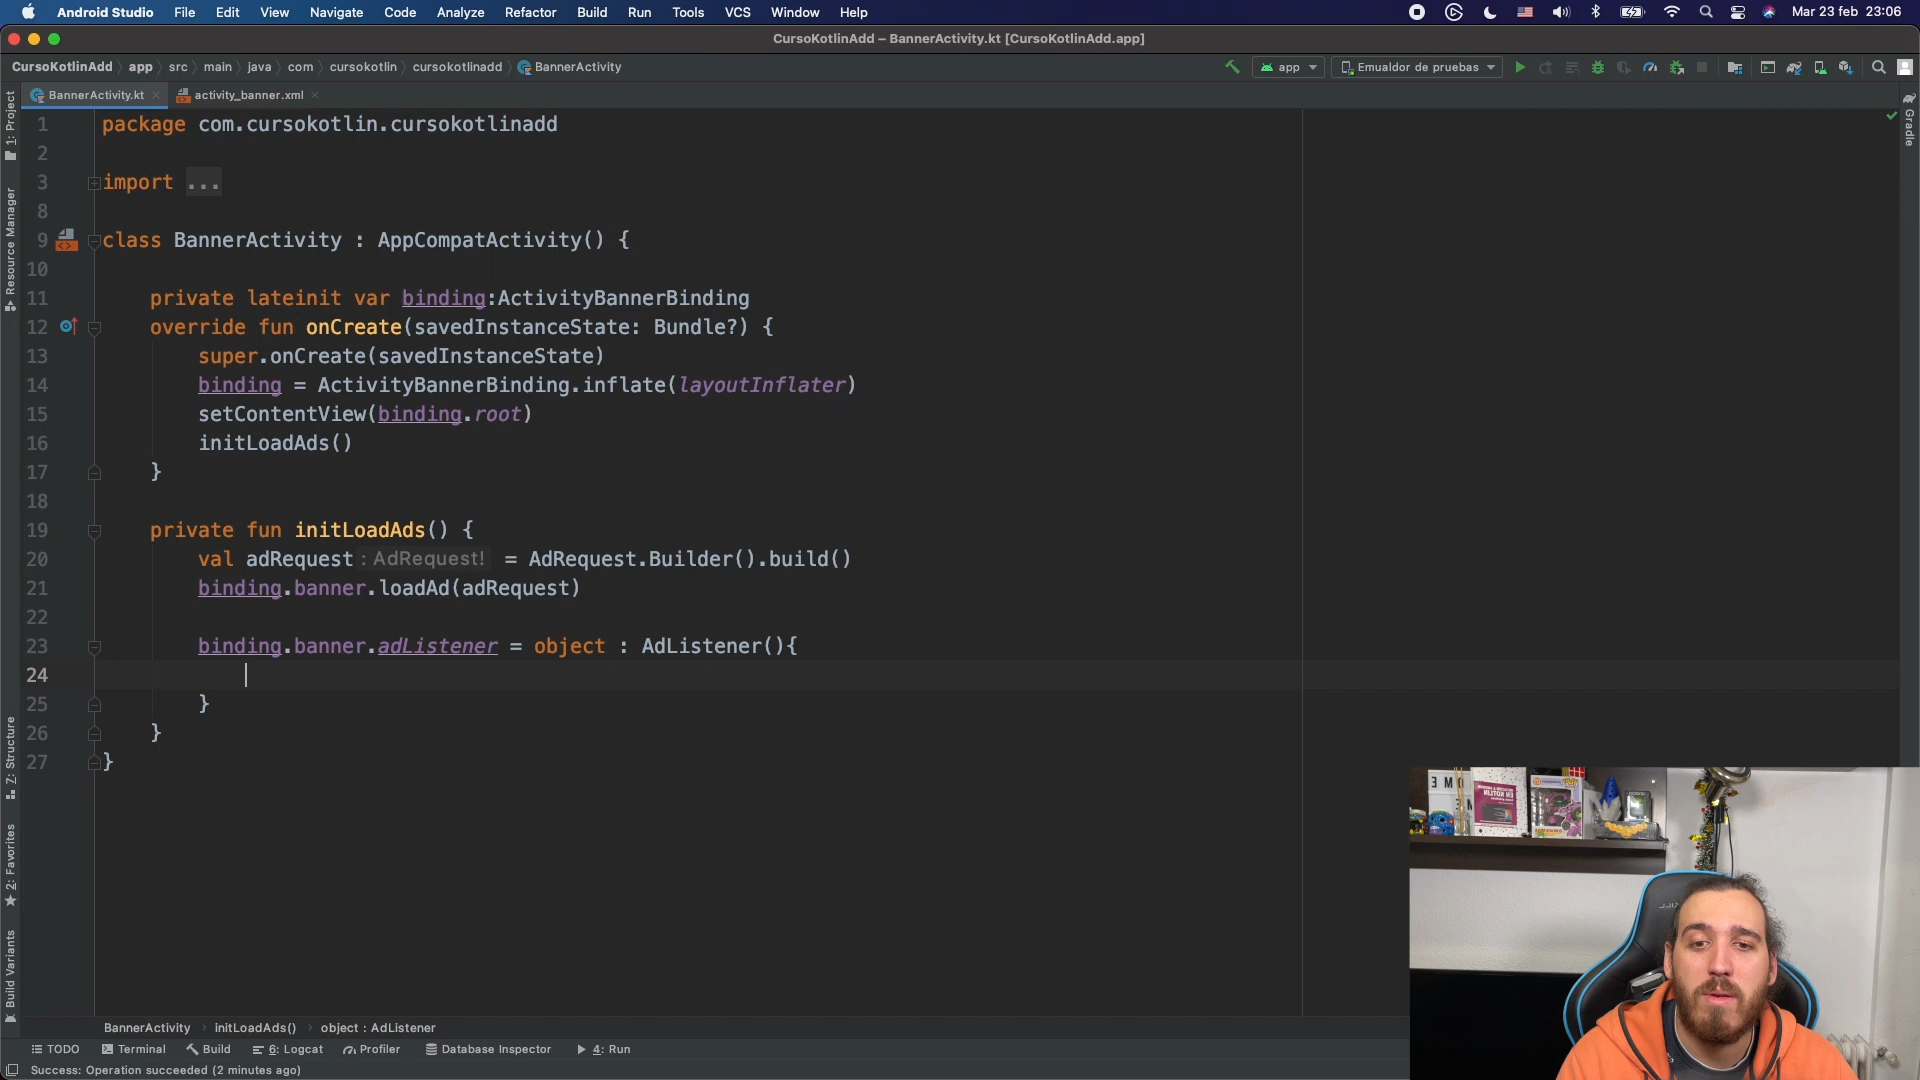 Android Studio File Edit View Navigate Code Analyze Refactor Build Run Tools VCS Window Help Mar 23 feb 23:06
CursoKotlinAdd – BannerActivity.kt [CursoKotlinAdd.app]
CursoKotlinAdd app src main java com cursokotlin cursokotlinadd BannerActivity app Emualdor de pruebas
BannerActivity.kt activity_banner.xml
1: Project
Resource Manager
Z: Structure
2: Favorites
Build Variants
Gradle
1 package com.cursokotlin.cursokotlinadd
2
3 import ...
8
9 class BannerActivity : AppCompatActivity() {
10
11 private lateinit var binding:ActivityBannerBinding
12 override fun onCreate(savedInstanceState: Bundle?) {
13 super.onCreate(savedInstanceState)
14 binding = ActivityBannerBinding.inflate(layoutInflater)
15 setContentView(binding.root)
16 initLoadAds()
17 }
18
19 private fun initLoadAds() {
20 val adRequest : AdRequest! = AdRequest.Builder().build()
21 binding.banner.loadAd(adRequest)
22
23 binding.banner.adListener = object : AdListener(){
24
25 }
26 }
27 }
BannerActivity initLoadAds() object : AdListener
TODO Terminal Build 6: Logcat Profiler Database Inspector 4: Run
Success: Operation succeeded (2 minutes ago)